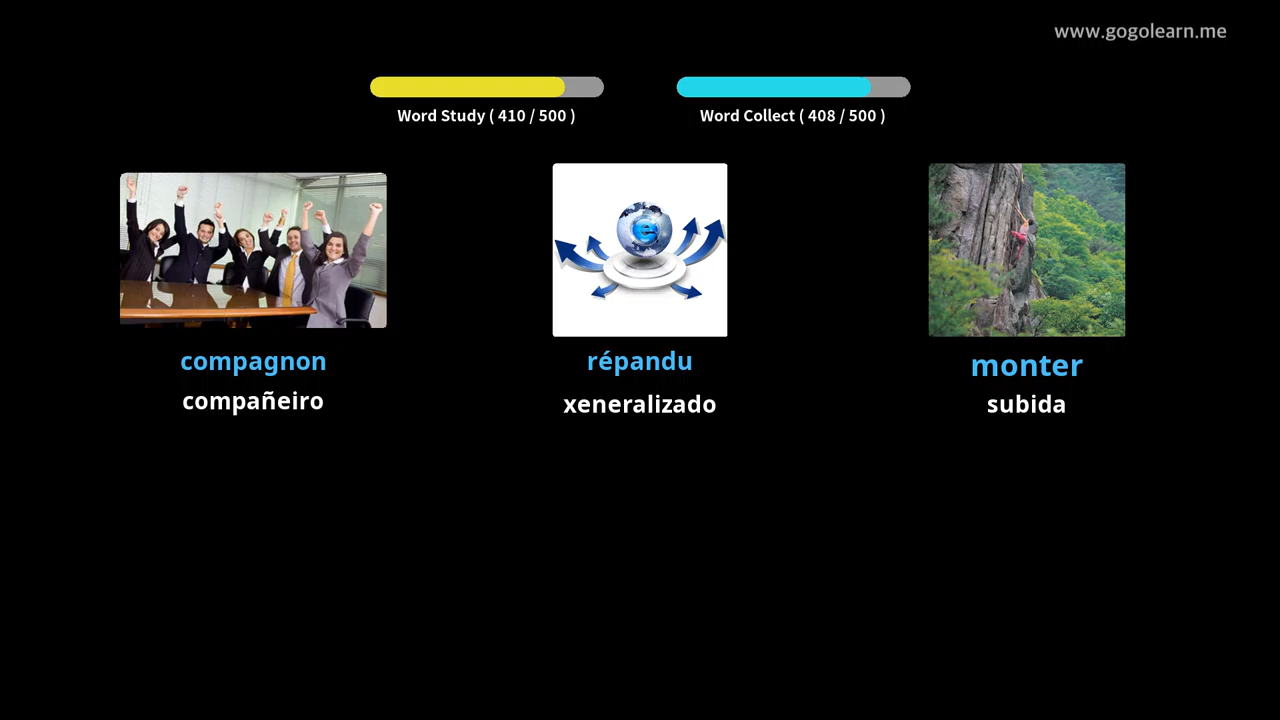 www.gogolearn.me
Word Study ( 410 / 500 )
Word Collect ( 408 / 500 )
e
compagnon
répandu
monter
compañeiro
xeneralizado
subida